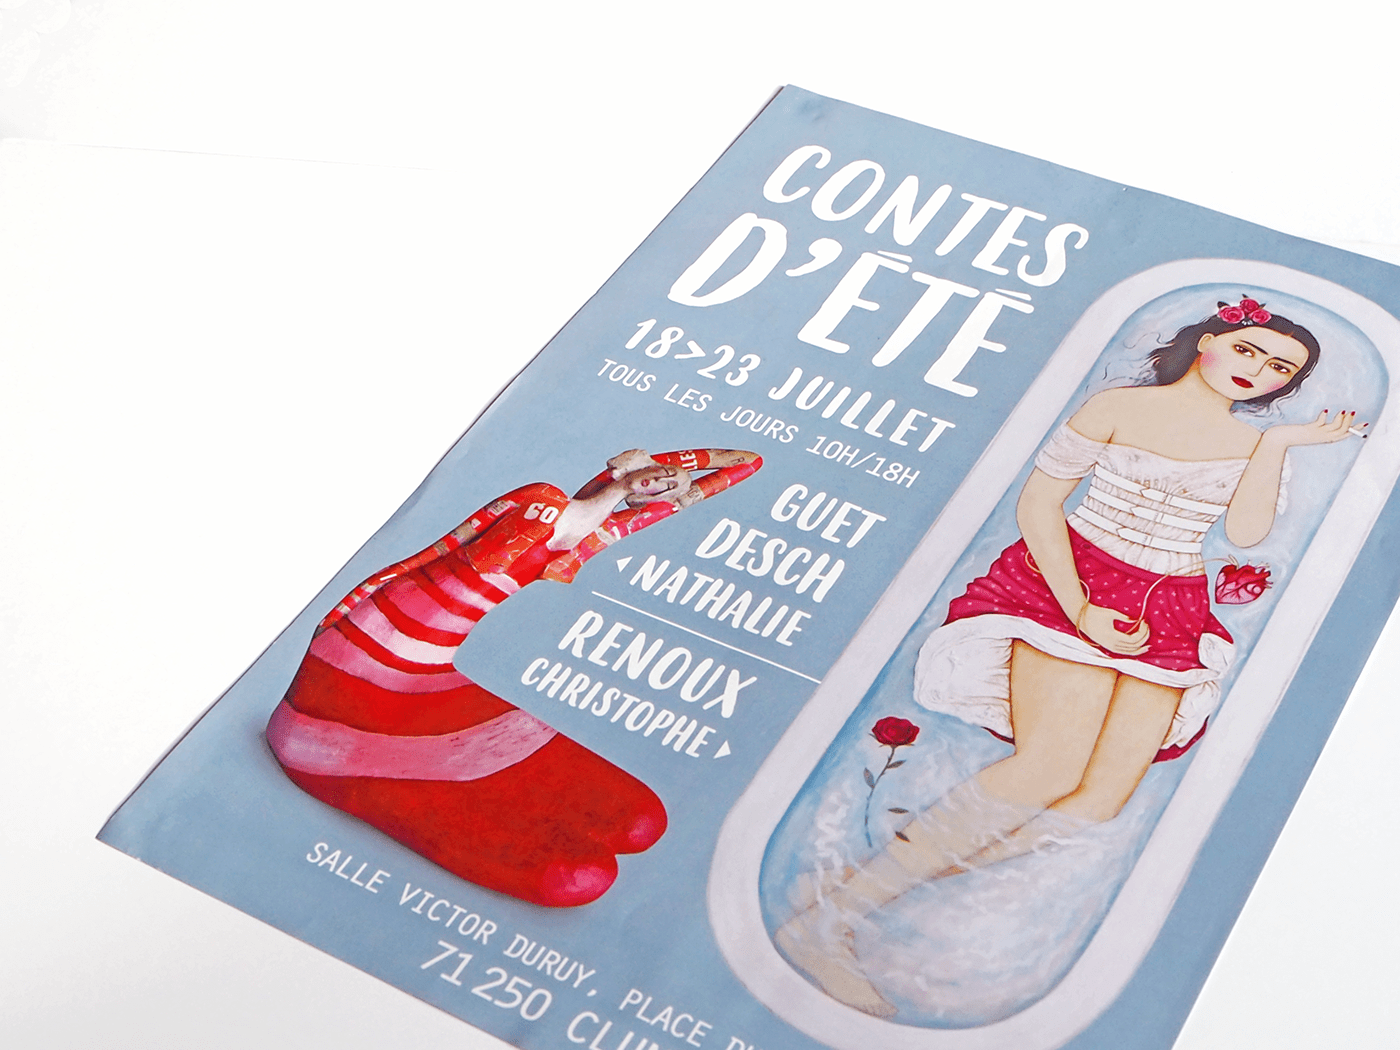 CONTES
D'ÉTÉ
18>23 JUILLET
TOUS LES JOURS 10H/18H
GUET
DESCH
NATHALIE
RENOUX
CHRISTOPHE
60
SALLE VICTOR DURUY, PLACE
71 250